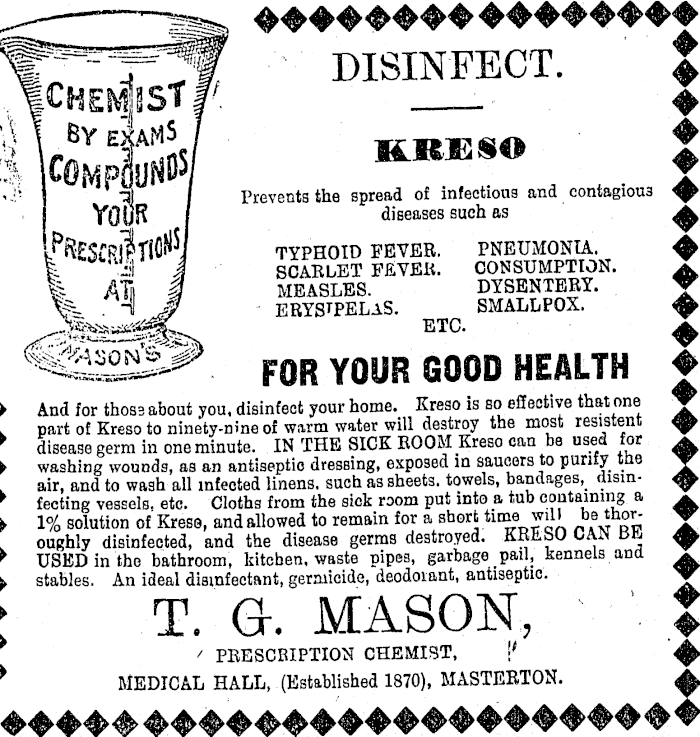 CHEMIST
BY EXAMS
COMPOUNDS
YOUR
PRESCRIPTIONS
AT
MASON'S
DISINFECT.
KRESO
Prevents the spread of infectious and contagious
diseases such as
TYPHOID FEVER. PNEUMONIA.
SCARLET FEVER. CONSUMPTION.
MEASLES. DYSENTERY.
ERYSIPELAS. SMALLPOX.
ETC.
FOR YOUR GOOD HEALTH
And for those about you, disinfect your home. Kreso is so effective that one
part of Kreso to ninety-nine of warm water will destroy the most resistent
disease germ in one minute. IN THE SICK ROOM Kreso can be used for
washing wounds, as an antiseptic dressing, exposed in saucers to purify the
air, and to wash all infected linens, such as sheets, towels, bandages, disin-
fecting vessels, etc. Cloths from the sick room put into a tub containing a
1% solution of Kreso, and allowed to remain for a short time will be thor-
oughly disinfected, and the disease germs destroyed. KRESO CAN BE
USED in the bathroom, kitchen, waste pipes, garbage pail, kennels and
stables. An ideal disinfectant, germicide, deodorant, antiseptic.
T. G. MASON,
PRESCRIPTION CHEMIST,
MEDICAL HALL, (Established 1870), MASTERTON.